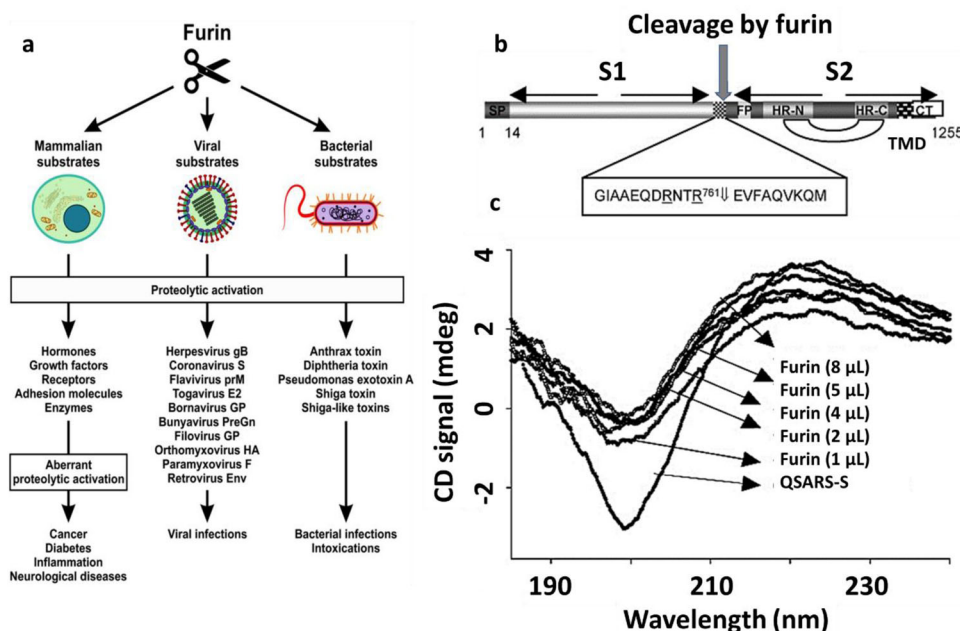 a
Furin
Mammalian
substrates
Viral
substrates
Bacterial
substrates
Proteolytic activation
Hormones
Growth factors
Receptors
Adhesion molecules
Enzymes
Herpesvirus gB
Coronavirus S
Flavivirus prM
Togavirus E2
Bornavirus GP
Bunyavirus PreGn
Filovirus GP
Orthomyxovirus HA
Paramyxovirus F
Retrovirus Env
Anthrax toxin
Diphtheria toxin
Pseudomonas exotoxin A
Shiga toxin
Shiga-like toxins
Aberrant
proteolytic activation
Cancer
Diabetes
Inflammation
Neurological diseases
Viral infections
Bacterial infections
Intoxications
b
Cleavage by furin
S1
S2
SP
FP
HR-N
HR-C
CT
1
14
TMD
1255
GIAAEQDRNTR⁷⁶¹⇓ EVFAQVKQM
c
CD signal (mdeg)
4
2
0
-2
Furin (8 μL)
Furin (5 μL)
Furin (4 μL)
Furin (2 μL)
Furin (1 μL)
QSARS-S
190
210
230
Wavelength (nm)